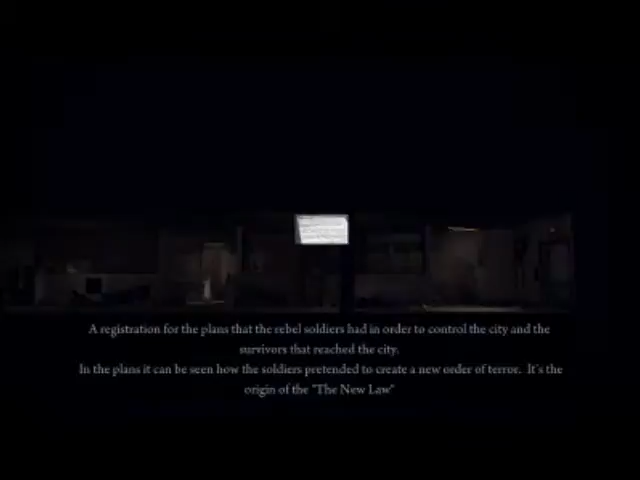 A registration for the plans that the rebel soldiers had in order to control the city and the
survivors that reached the city.
In the plans it can be seen how the soldiers pretended to create a new order of terror. It's the
origin of the "The New Law"